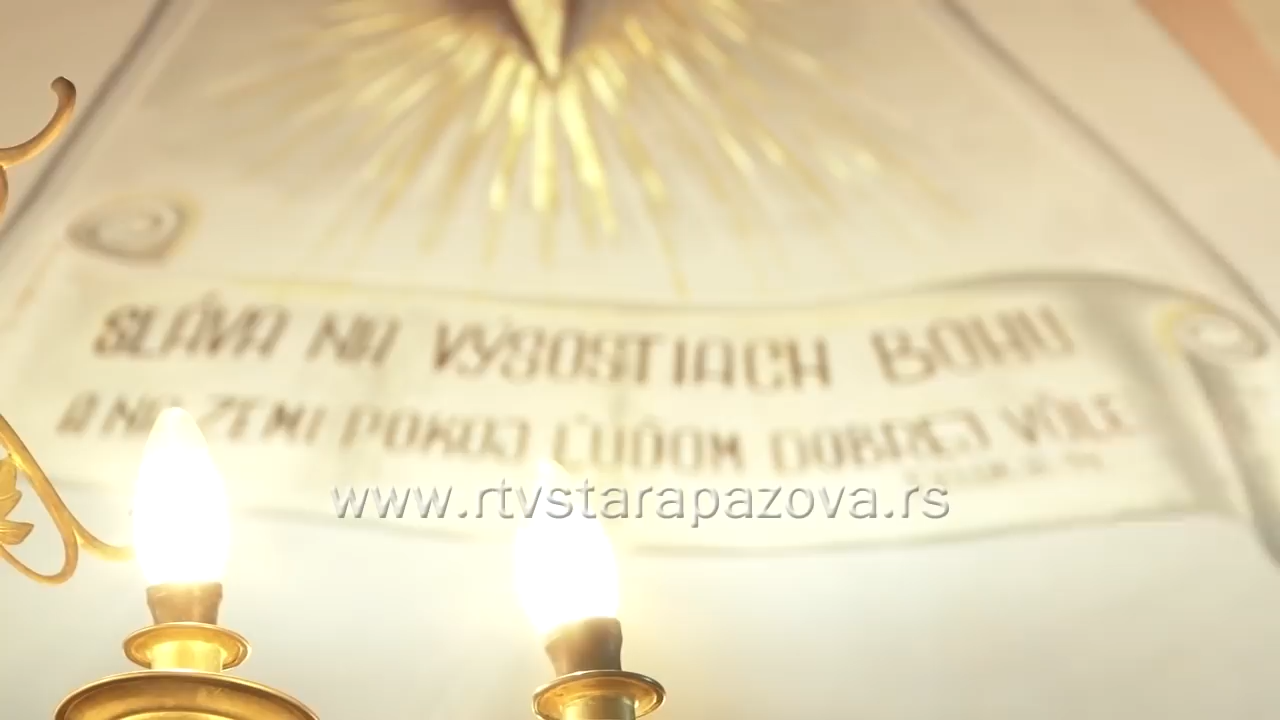 SLÁVA NA VÝSOSTIACH BOHU
A NA ZEMI POKOJ ĽUĎOM DOBREJ VÔLE
www.rtvstarapazova.rs